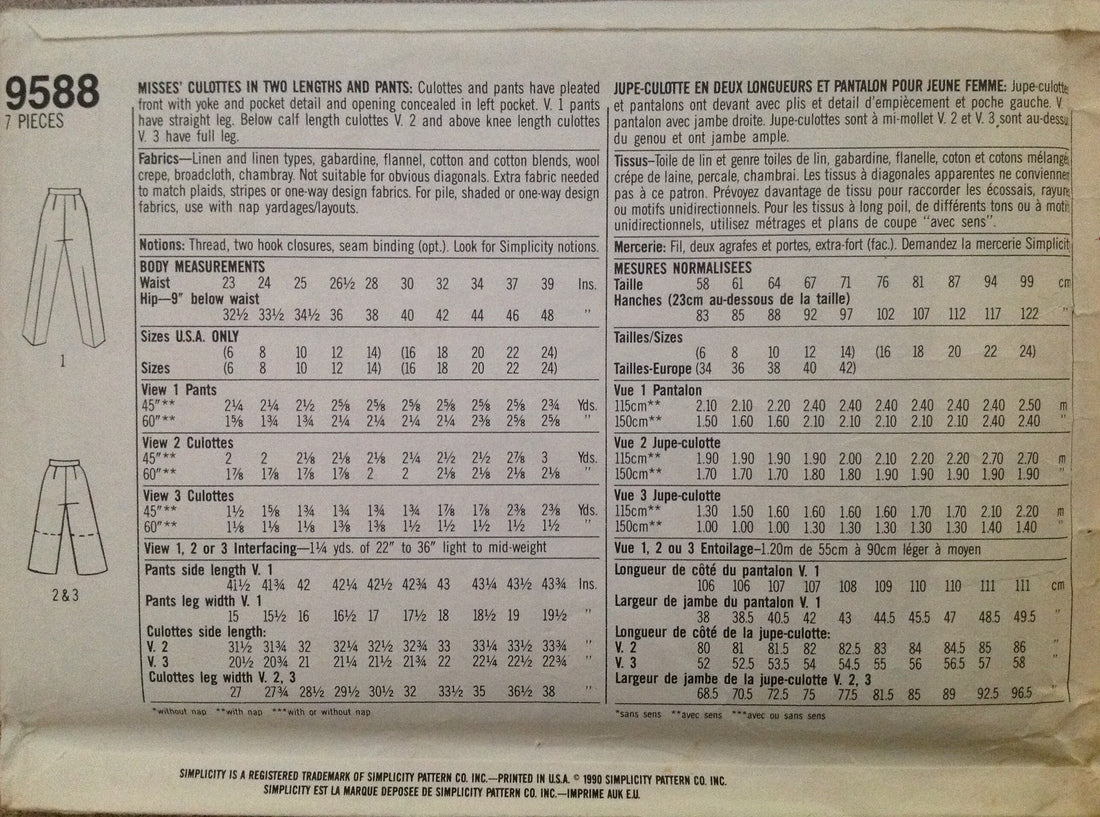 9588
7 PIECES
MISSES' CULOTTES IN TWO LENGTHS AND PANTS: Culottes and pants have pleated
front with yoke and pocket detail and opening concealed in left pocket. V. 1 pants
have straight leg. Below calf length culottes V. 2 and above knee length culottes
V. 3 have full leg.
Fabrics—Linen and linen types, gabardine, flannel, cotton and cotton blends, wool
crepe, broadcloth, chambray. Not suitable for obvious diagonals. Extra fabric needed
to match plaids, stripes or one-way design fabrics. For pile, shaded or one-way design
fabrics, use with nap yardages/layouts.
Notions: Thread, two hook closures, seam binding (opt.). Look for Simplicity notions.
BODY MEASUREMENTS
Waist 23 24 25 26½ 28 30 32 34 37 39 Ins.
Hip—9" below waist
32½ 33½ 34½ 36 38 40 42 44 46 48 "
Sizes U.S.A. ONLY
(6 8 10 12 14) (16 18 20 22 24)
Sizes (6 8 10 12 14) (16 18 20 22 24)
View 1 Pants
45"** 2¼ 2¼ 2½ 2⅝ 2⅝ 2⅝ 2⅝ 2⅝ 2⅝ 2¾ Yds.
60"** 1⅝ 1¾ 1¾ 2¼ 2¼ 2¼ 2¼ 2⅜ 2⅝ 2⅝ "
View 2 Culottes
45"** 2 2 2⅛ 2⅛ 2⅛ 2¼ 2½ 2½ 2⅞ 3 Yds.
60"** 1⅞ 1⅞ 1⅞ 1⅞ 2 2 2⅛ 2⅛ 2⅛ 2⅛ "
View 3 Culottes
45"** 1½ 1⅝ 1¾ 1¾ 1¾ 1¾ 1⅞ 1⅞ 2⅜ 2⅜ Yds.
60"** 1⅛ 1⅛ 1⅛ 1⅜ 1⅜ 1½ 1½ 1½ 1½ 1½ "
View 1, 2 or 3 Interfacing—1¼ yds. of 22" to 36" light to mid-weight
Pants side length V. 1
41½ 41¾ 42 42¼ 42½ 42¾ 43 43¼ 43½ 43¾ Ins.
Pants leg width V. 1
15 15½ 16 16½ 17 17½ 18 18½ 19 19½ "
Culottes side length:
V. 2 31½ 31¾ 32 32¼ 32½ 32¾ 33 33¼ 33½ 33¾ "
V. 3 20½ 20¾ 21 21¼ 21½ 21¾ 22 22¼ 22½ 22¾ "
Culottes leg width V. 2, 3
27 27¾ 28½ 29½ 30½ 32 33½ 35 36½ 38 "
*without nap **with nap ***with or without nap
1
2&3
JUPE-CULOTTE EN DEUX LONGUEURS ET PANTALON POUR JEUNE FEMME: Jupe-culotte
et pantalons ont devant avec plis et detail d'empiècement et poche gauche. V.
pantalon avec jambe droite. Jupe-culottes sont à mi-mollet V. 2 et V. 3 sont au-dessu
du genou et ont jambe ample.
Tissus—Toile de lin et genre toiles de lin, gabardine, flanelle, coton et cotons mélangé
crêpe de laine, percale, chambrai. Les tissus à diagonales apparentes ne convienner
pas à ce patron. Prévoyez davantage de tissu pour raccorder les écossais, rayure
ou motifs unidirectionnels. Pour les tissus à long poil, de différents tons ou à moti
unidirectionnels, utilisez métrages et plans de coupe "avec sens".
Mercerie: Fil, deux agrafes et portes, extra-fort (fac.). Demandez la mercerie Simplicit
MESURES NORMALISEES
Taille 58 61 64 67 71 76 81 87 94 99 cm
Hanches (23cm au-dessous de la taille)
83 85 88 92 97 102 107 112 117 122 "
Tailles/Sizes
(6 8 10 12 14) (16 18 20 22 24)
Tailles-Europe (34 36 38 40 42)
Vue 1 Pantalon
115cm** 2.10 2.10 2.20 2.40 2.40 2.40 2.40 2.40 2.40 2.50 m
150cm** 1.50 1.60 1.60 2.10 2.10 2.10 2.10 2.10 2.40 2.40 "
Vue 2 Jupe-culotte
115cm** 1.90 1.90 1.90 1.90 2.00 2.10 2.20 2.20 2.70 2.70 m
150cm** 1.70 1.70 1.70 1.80 1.80 1.90 1.90 1.90 1.90 1.90 "
Vue 3 Jupe-culotte
115cm** 1.30 1.50 1.60 1.60 1.60 1.60 1.70 1.70 2.10 2.20 m
150cm** 1.00 1.00 1.00 1.30 1.30 1.30 1.30 1.30 1.40 1.40 "
Vue 1, 2 ou 3 Entoilage—1.20m de 55cm à 90cm léger à moyen
Longueur de côté du pantalon V. 1
106 106 107 107 108 109 110 110 111 111 cm
Largeur de jambe du pantalon V. 1
38 38.5 40.5 42 43 44.5 45.5 47 48.5 49.5 "
Longueur de côté de la jupe-culotte:
V. 2 80 81 81.5 82 82.5 83 84 84.5 85 86 "
V. 3 52 52.5 53.5 54 54.5 55 56 56.5 57 58 "
Largeur de jambe de la jupe-culotte V. 2, 3
68.5 70.5 72.5 75 77.5 81.5 85 89 92.5 96.5 "
*sans sens **avec sens ***avec ou sans sens
SIMPLICITY IS A REGISTERED TRADEMARK OF SIMPLICITY PATTERN CO. INC.—PRINTED IN U.S.A. © 1990 SIMPLICITY PATTERN CO. INC.
SIMPLICITY EST LA MARQUE DEPOSEE DE SIMPLICITY PATTERN CO. INC.—IMPRIME AUX E.U.